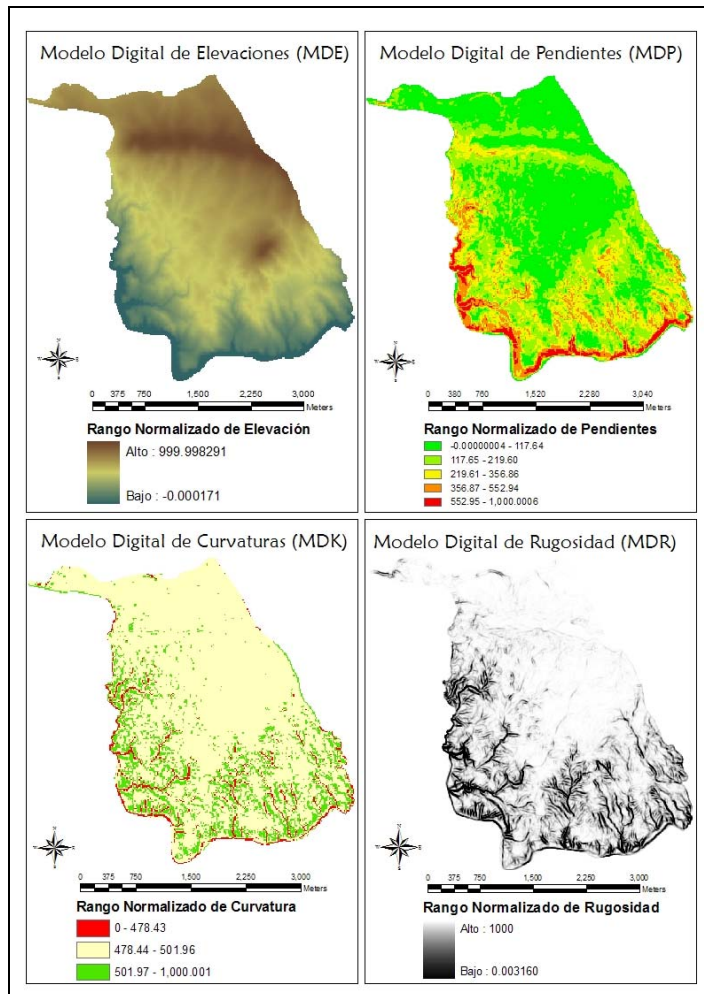 Modelo Digital de Elevaciones (MDE)
0 375 750 1,500 2,250 3,000
Meters
Rango Normalizado de Elevación
Alto : 999.998291
Bajo : -0.000171
Modelo Digital de Pendientes (MDP)
0 380 760 1,520 2,280 3,040
Meters
Rango Normalizado de Pendientes
-0.00000004 - 117.64
117.65 - 219.60
219.61 - 356.86
356.87 - 552.94
552.95 - 1,000.0006
Modelo Digital de Curvaturas (MDK)
0 375 750 1,500 2,250 3,000
Meters
Rango Normalizado de Curvatura
0 - 478.43
478.44 - 501.96
501.97 - 1,000.001
Modelo Digital de Rugosidad (MDR)
0 375 750 1,500 2,250 3,000
Meters
Rango Normalizado de Rugosidad
Alto : 1000
Bajo : 0.003160